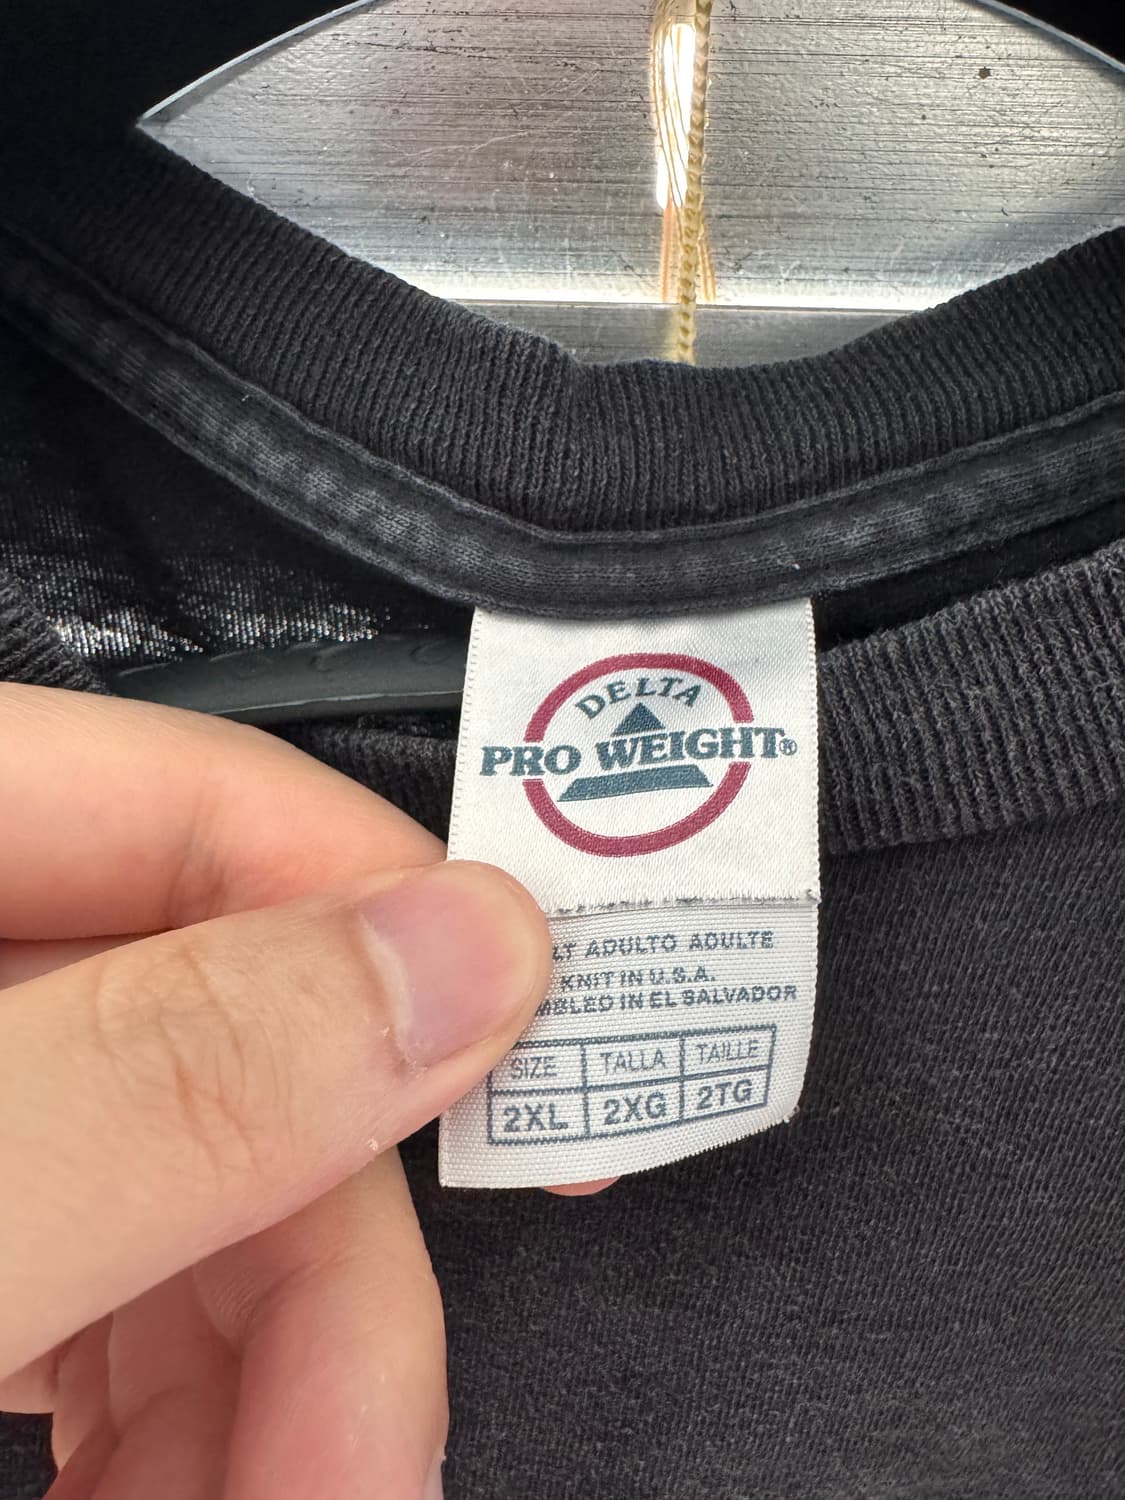 DELTA
PRO WEIGHT®
ADULTO ADULTE
KNIT IN U.S.A.
IN EL SALVADOR
SIZE TALLA TAILLE
2XL 2XG 2TG